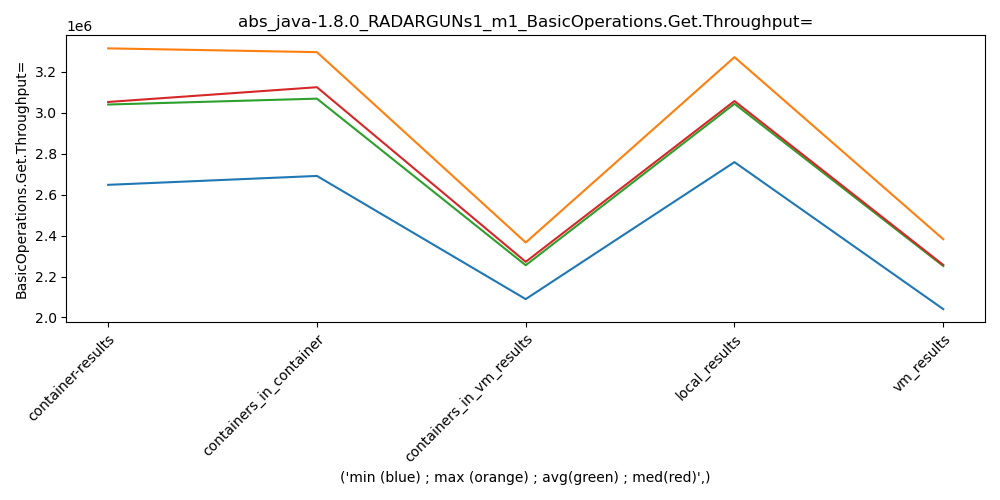 abs_java-1.8.0_RADARGUNs1_m1_BasicOperations.Get.Throughput=
1e6
3.2
3.0
2.8
2.6
2.4
2.2
2.0
BasicOperations.Get.Throughput=
container-results
containers_in_container
containers_in_vm_results
local_results
vm_results
('min (blue) ; max (orange) ; avg(green) ; med(red)',)